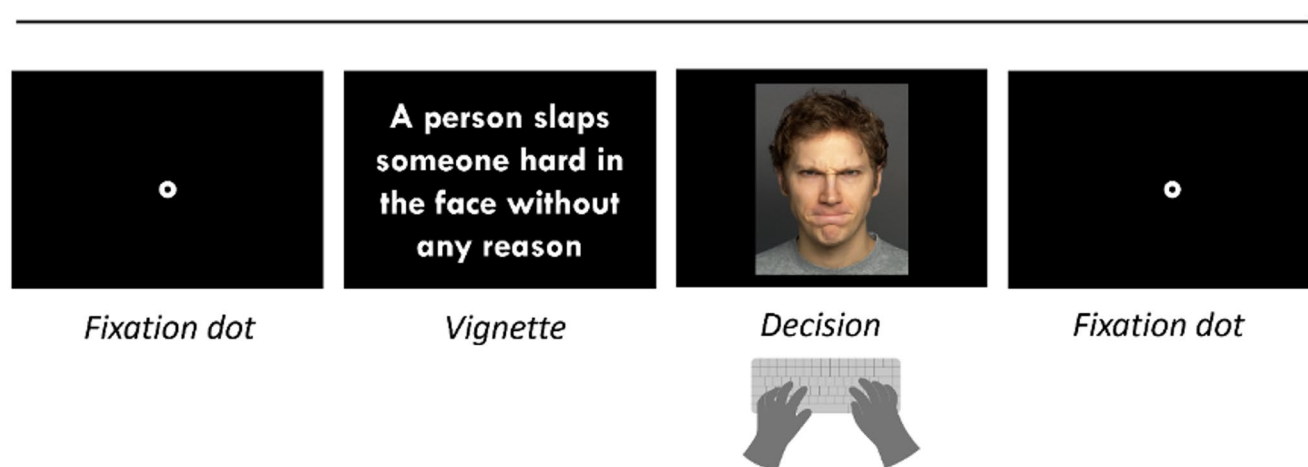 A person slaps
someone hard in
the face without
any reason
Fixation dot
Vignette
Decision
Fixation dot